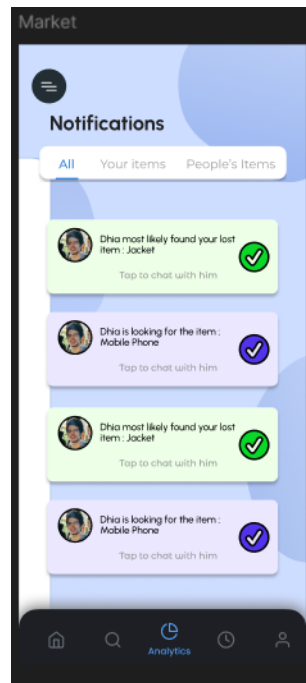 Market
Notifications
All Your items People's Items
Dhia most likely found your lost
item : Jacket
Tap to chat with him
Dhia is looking for the item :
Mobile Phone
Tap to chat with him
Dhia most likely found your lost
item : Jacket
Tap to chat with him
Dhia is looking for the item :
Mobile Phone
Tap to chat with him
Analytics